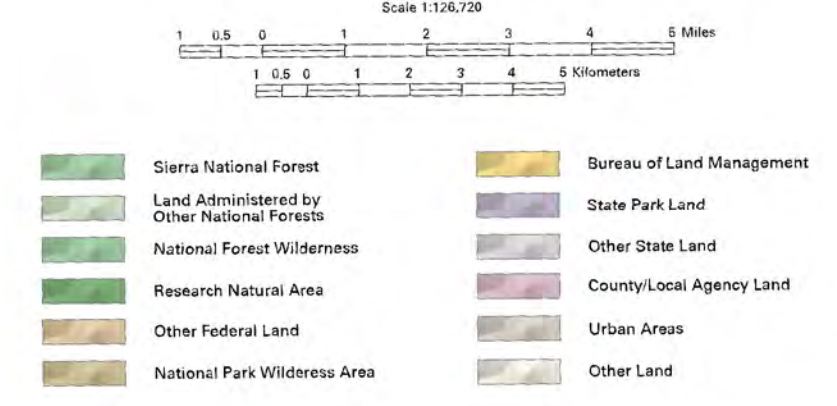 Scale 1:126,720
1 0.5 0 1 2 3 4 5 Miles
1 0.5 0 1 2 3 4 5 Kilometers
Sierra National Forest
Land Administered by
Other National Forests
National Forest Wilderness
Research Natural Area
Other Federal Land
National Park Wilderess Area
Bureau of Land Management
State Park Land
Other State Land
County/Local Agency Land
Urban Areas
Other Land